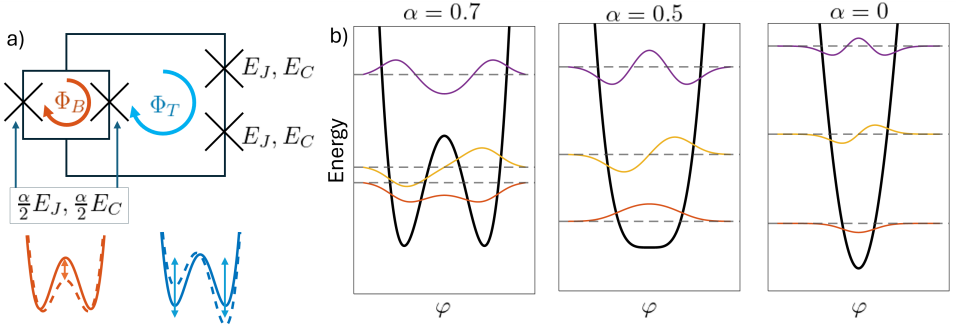 a)
Φ_B
Φ_T
E_J, E_C
E_J, E_C
α/2 E_J, α/2 E_C
b)
α = 0.7
α = 0.5
α = 0
Energy
φ
φ
φ